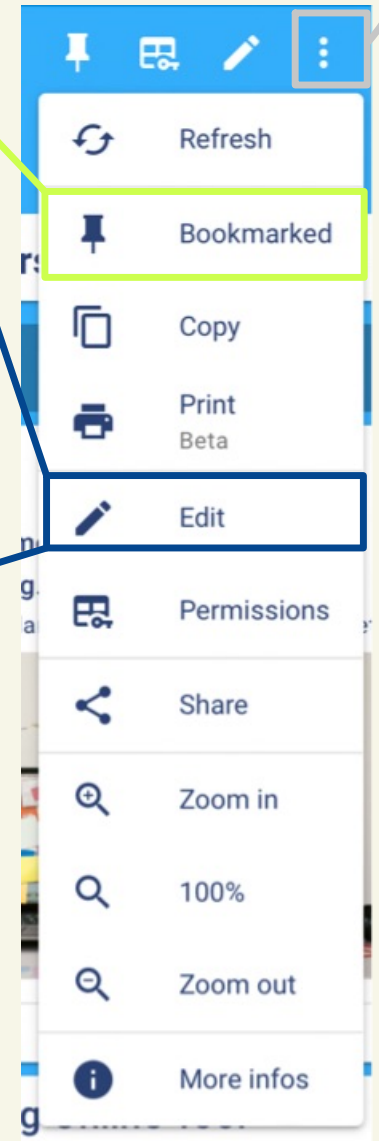 Refresh
Bookmarked
Copy
Print
Beta
Edit
Permissions
Share
Zoom in
100%
Zoom out
More infos